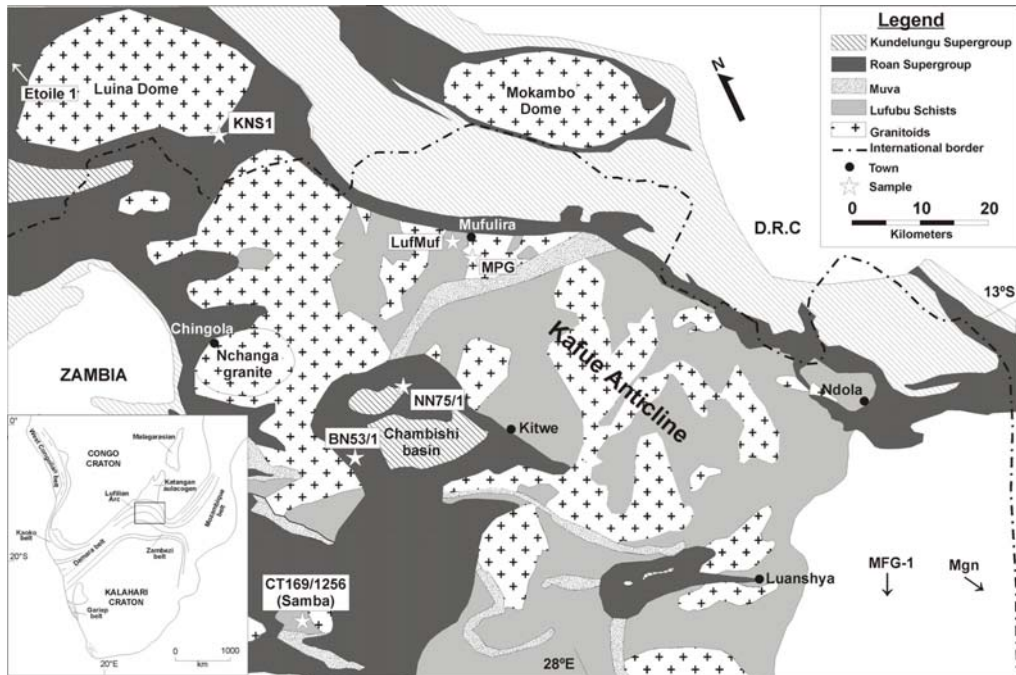 Legend
Kundelungu Supergroup
Roan Supergroup
Muva
Lufubu Schists
Granitoids
International border
Town
Sample
0 10 20
Kilometers
N
Etoile 1
Luina Dome
KNS1
Mokambo
Dome
D.R.C
13ºS
Mufulira
LufMuf
MPG
Chingola
Nchanga
granite
ZAMBIA
Kafue Anticline
NN75/1
Chambishi
basin
Kitwe
BN53/1
Ndola
CT169/1256
(Samba)
Luanshya
MFG-1
Mgn
28ºE
0°
West Congolian belt
CONGO
CRATON
Malagarasian
Lufilian
Arc
Katangan
aulacogen
Mozambique
belt
Kaoko
belt
Damara belt
Zambezi
belt
20°S
KALAHARI
CRATON
Gariep
belt
20°E
0 1000
km